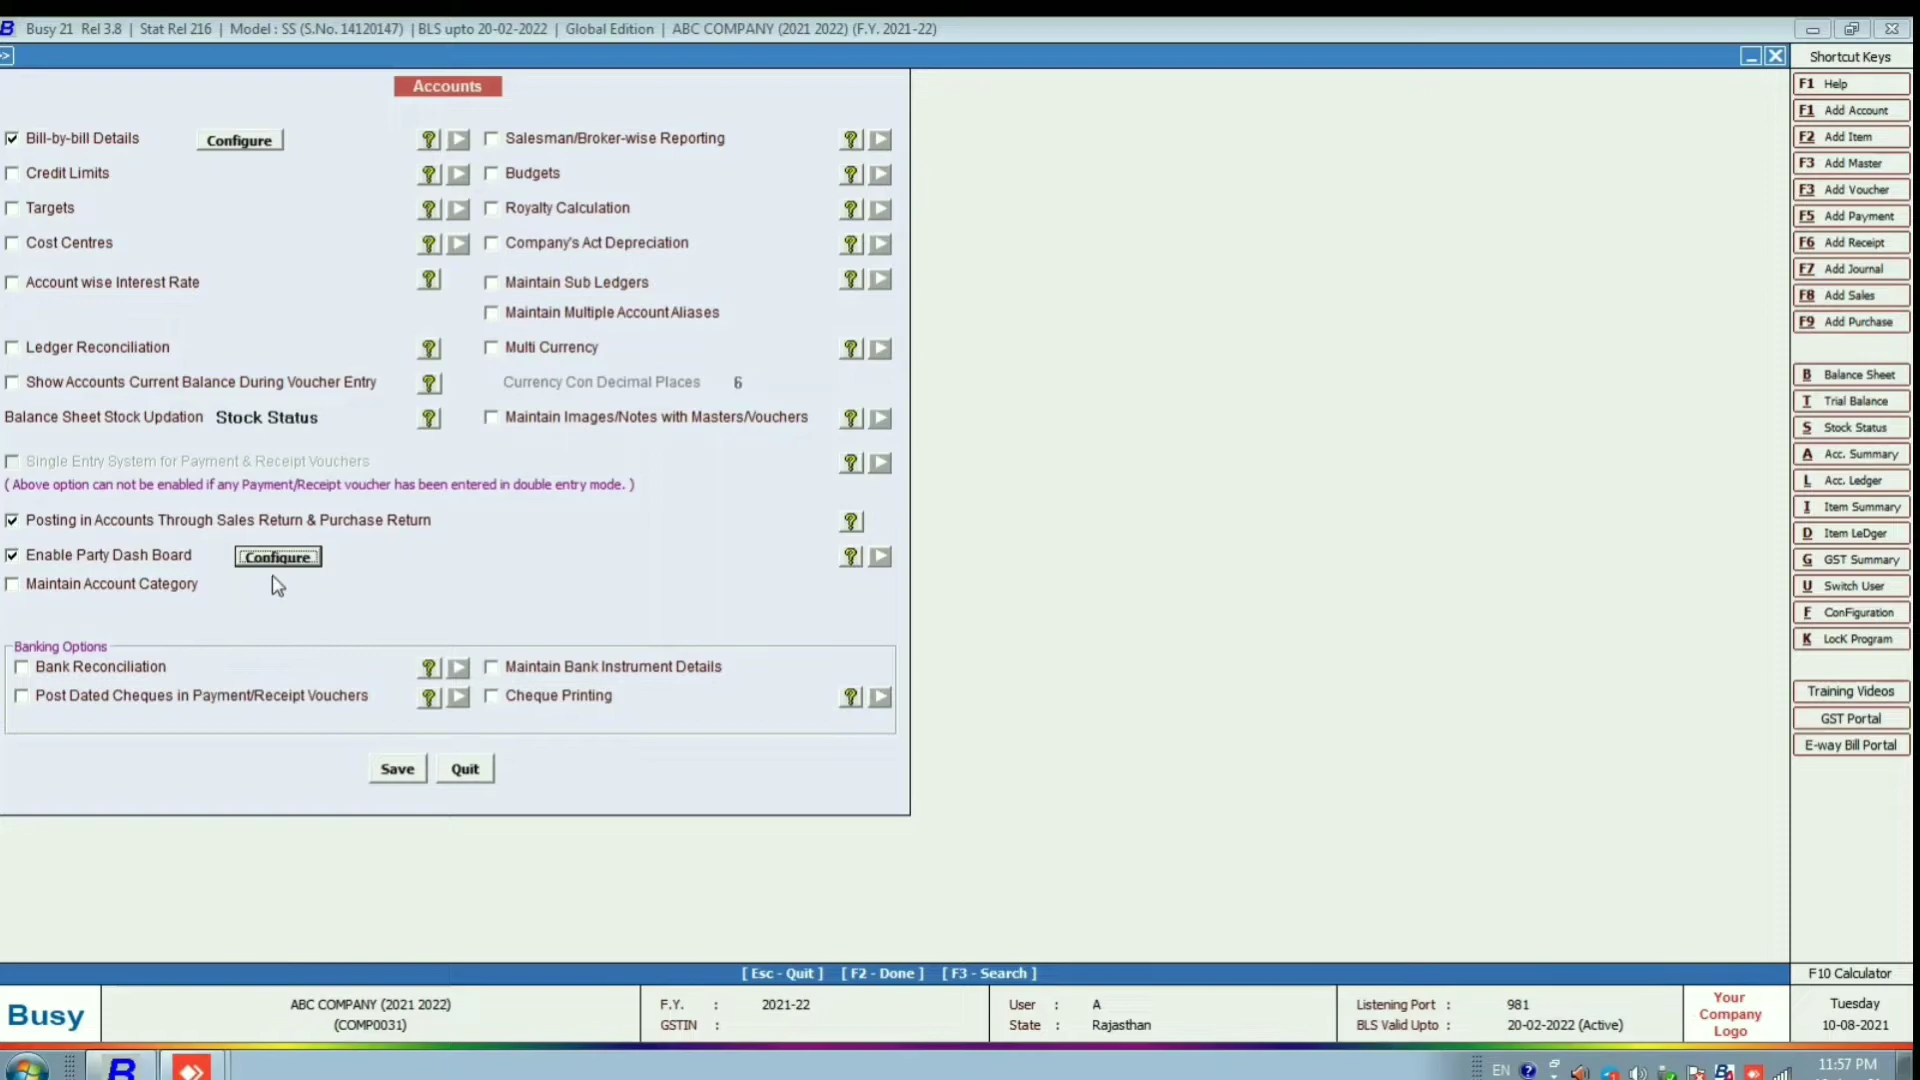 Busy 21 Rel 3.8 | Stat Rel 216 | Model : SS (S.No. 14120147) | BLS upto 20-02-2022 | Global Edition | ABC COMPANY (2021 2022) (F.Y. 2021-22)
>>
Shortcut Keys
Accounts
Bill-by-bill Details Configure ? Salesman/Broker-wise Reporting ?
Credit Limits ? Budgets ?
Targets ? Royalty Calculation ?
Cost Centres ? Company's Act Depreciation ?
Account wise Interest Rate ? Maintain Sub Ledgers ?
Maintain Multiple Account Aliases
Ledger Reconciliation ? Multi Currency ?
Show Accounts Current Balance During Voucher Entry ? Currency Con Decimal Places 6
Balance Sheet Stock Updation Stock Status ? Maintain Images/Notes with Masters/Vouchers ?
Single Entry System for Payment & Receipt Vouchers ?
( Above option can not be enabled if any Payment/Receipt voucher has been entered in double entry mode. )
Posting in Accounts Through Sales Return & Purchase Return ?
Enable Party Dash Board Configure ?
Maintain Account Category
Banking Options
Bank Reconciliation ? Maintain Bank Instrument Details
Post Dated Cheques in Payment/Receipt Vouchers ? Cheque Printing ?
Save Quit
F1 Help
F1 Add Account
F2 Add Item
F3 Add Master
F3 Add Voucher
F5 Add Payment
F6 Add Receipt
F7 Add Journal
F8 Add Sales
F9 Add Purchase
B Balance Sheet
T Trial Balance
S Stock Status
A Acc. Summary
L Acc. Ledger
I Item Summary
D Item LeDger
G GST Summary
U Switch User
F ConFiguration
K LocK Program
Training Videos
GST Portal
E-way Bill Portal
[ Esc - Quit ] [ F2 - Done ] [ F3 - Search ]
F10 Calculator
Busy
ABC COMPANY (2021 2022)
(COMP0031)
F.Y. : 2021-22
GSTIN :
User : A
State : Rajasthan
Listening Port : 981
BLS Valid Upto : 20-02-2022 (Active)
Your
Company
Logo
Tuesday
10-08-2021
EN
11:57 PM